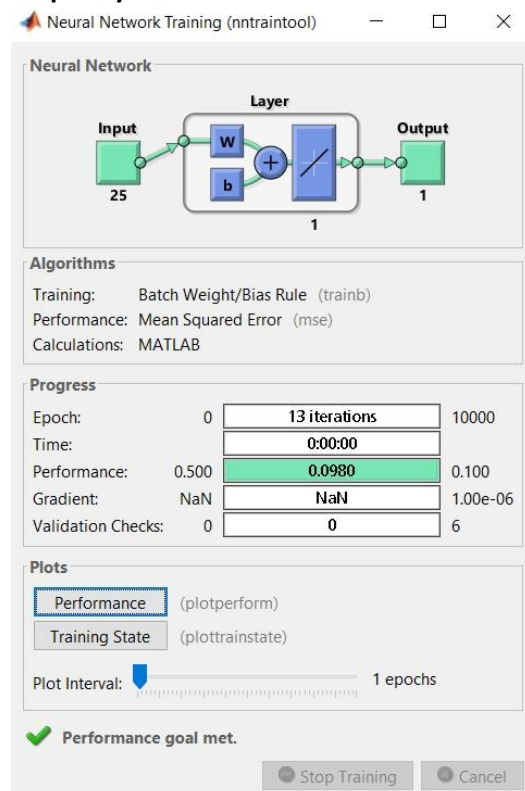 Neural Network Training (nntraintool)
Neural Network
Layer
Input
Output
W
b
+
25
1
1
Algorithms
Training: Batch Weight/Bias Rule (trainb)
Performance: Mean Squared Error (mse)
Calculations: MATLAB
Progress
Epoch: 0 13 iterations 10000
Time: 0:00:00
Performance: 0.500 0.0980 0.100
Gradient: NaN NaN 1.00e-06
Validation Checks: 0 0 6
Plots
Performance (plotperform)
Training State (plottrainstate)
Plot Interval: 1 epochs
Performance goal met.
Stop Training Cancel